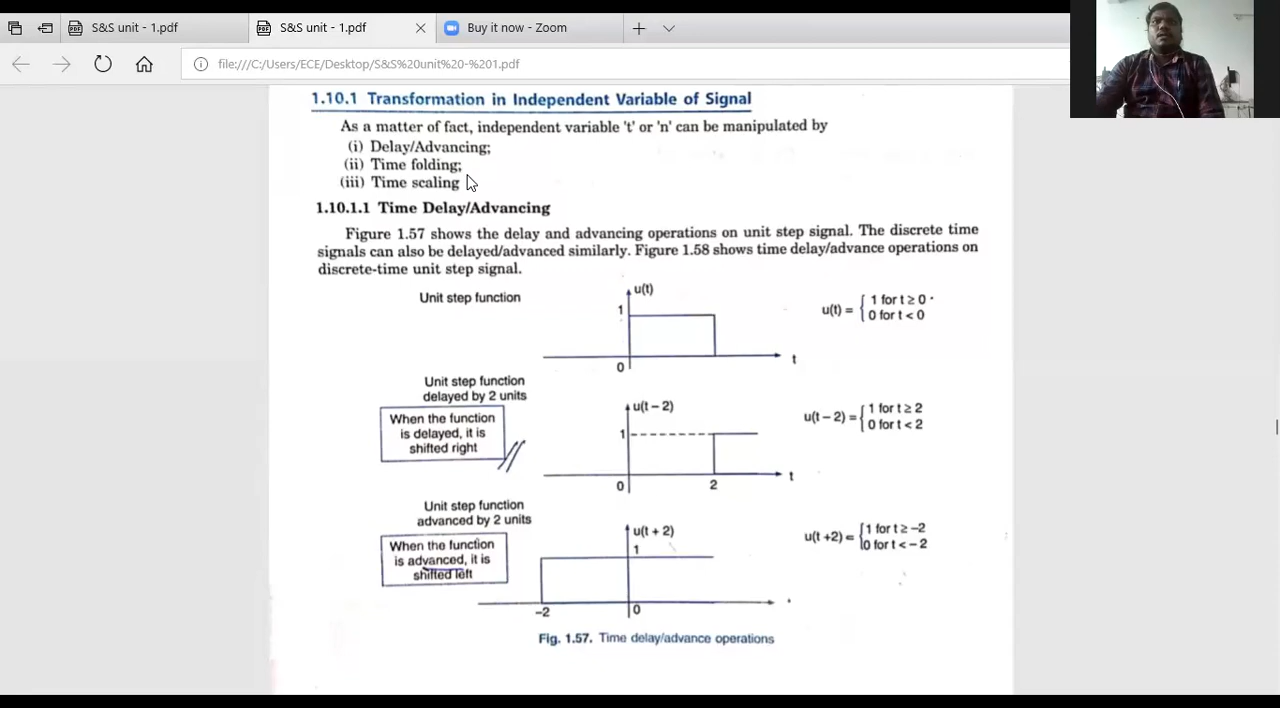 S&S unit - 1.pdf
S&S unit - 1.pdf
Buy it now - Zoom
file:///C:/Users/ECE/Desktop/S&S%20unit%20-%201.pdf
1.10.1 Transformation in Independent Variable of Signal
As a matter of fact, independent variable 't' or 'n' can be manipulated by
(i) Delay/Advancing;
(ii) Time folding;
(iii) Time scaling
1.10.1.1 Time Delay/Advancing
Figure 1.57 shows the delay and advancing operations on unit step signal. The discrete time
signals can also be delayed/advanced similarly. Figure 1.58 shows time delay/advance operations on
discrete-time unit step signal.
Unit step function
u(t)
1
0
t
u(t) = { 1 for t ≥ 0
0 for t < 0
Unit step function
delayed by 2 units
When the function
is delayed, it is
shifted right
u(t – 2)
1
0
2
t
u(t – 2) = { 1 for t ≥ 2
0 for t < 2
Unit step function
advanced by 2 units
When the function
is advanced, it is
shifted left
u(t + 2)
1
–2
0
u(t +2) = { 1 for t ≥ –2
0 for t < – 2
Fig. 1.57. Time delay/advance operations